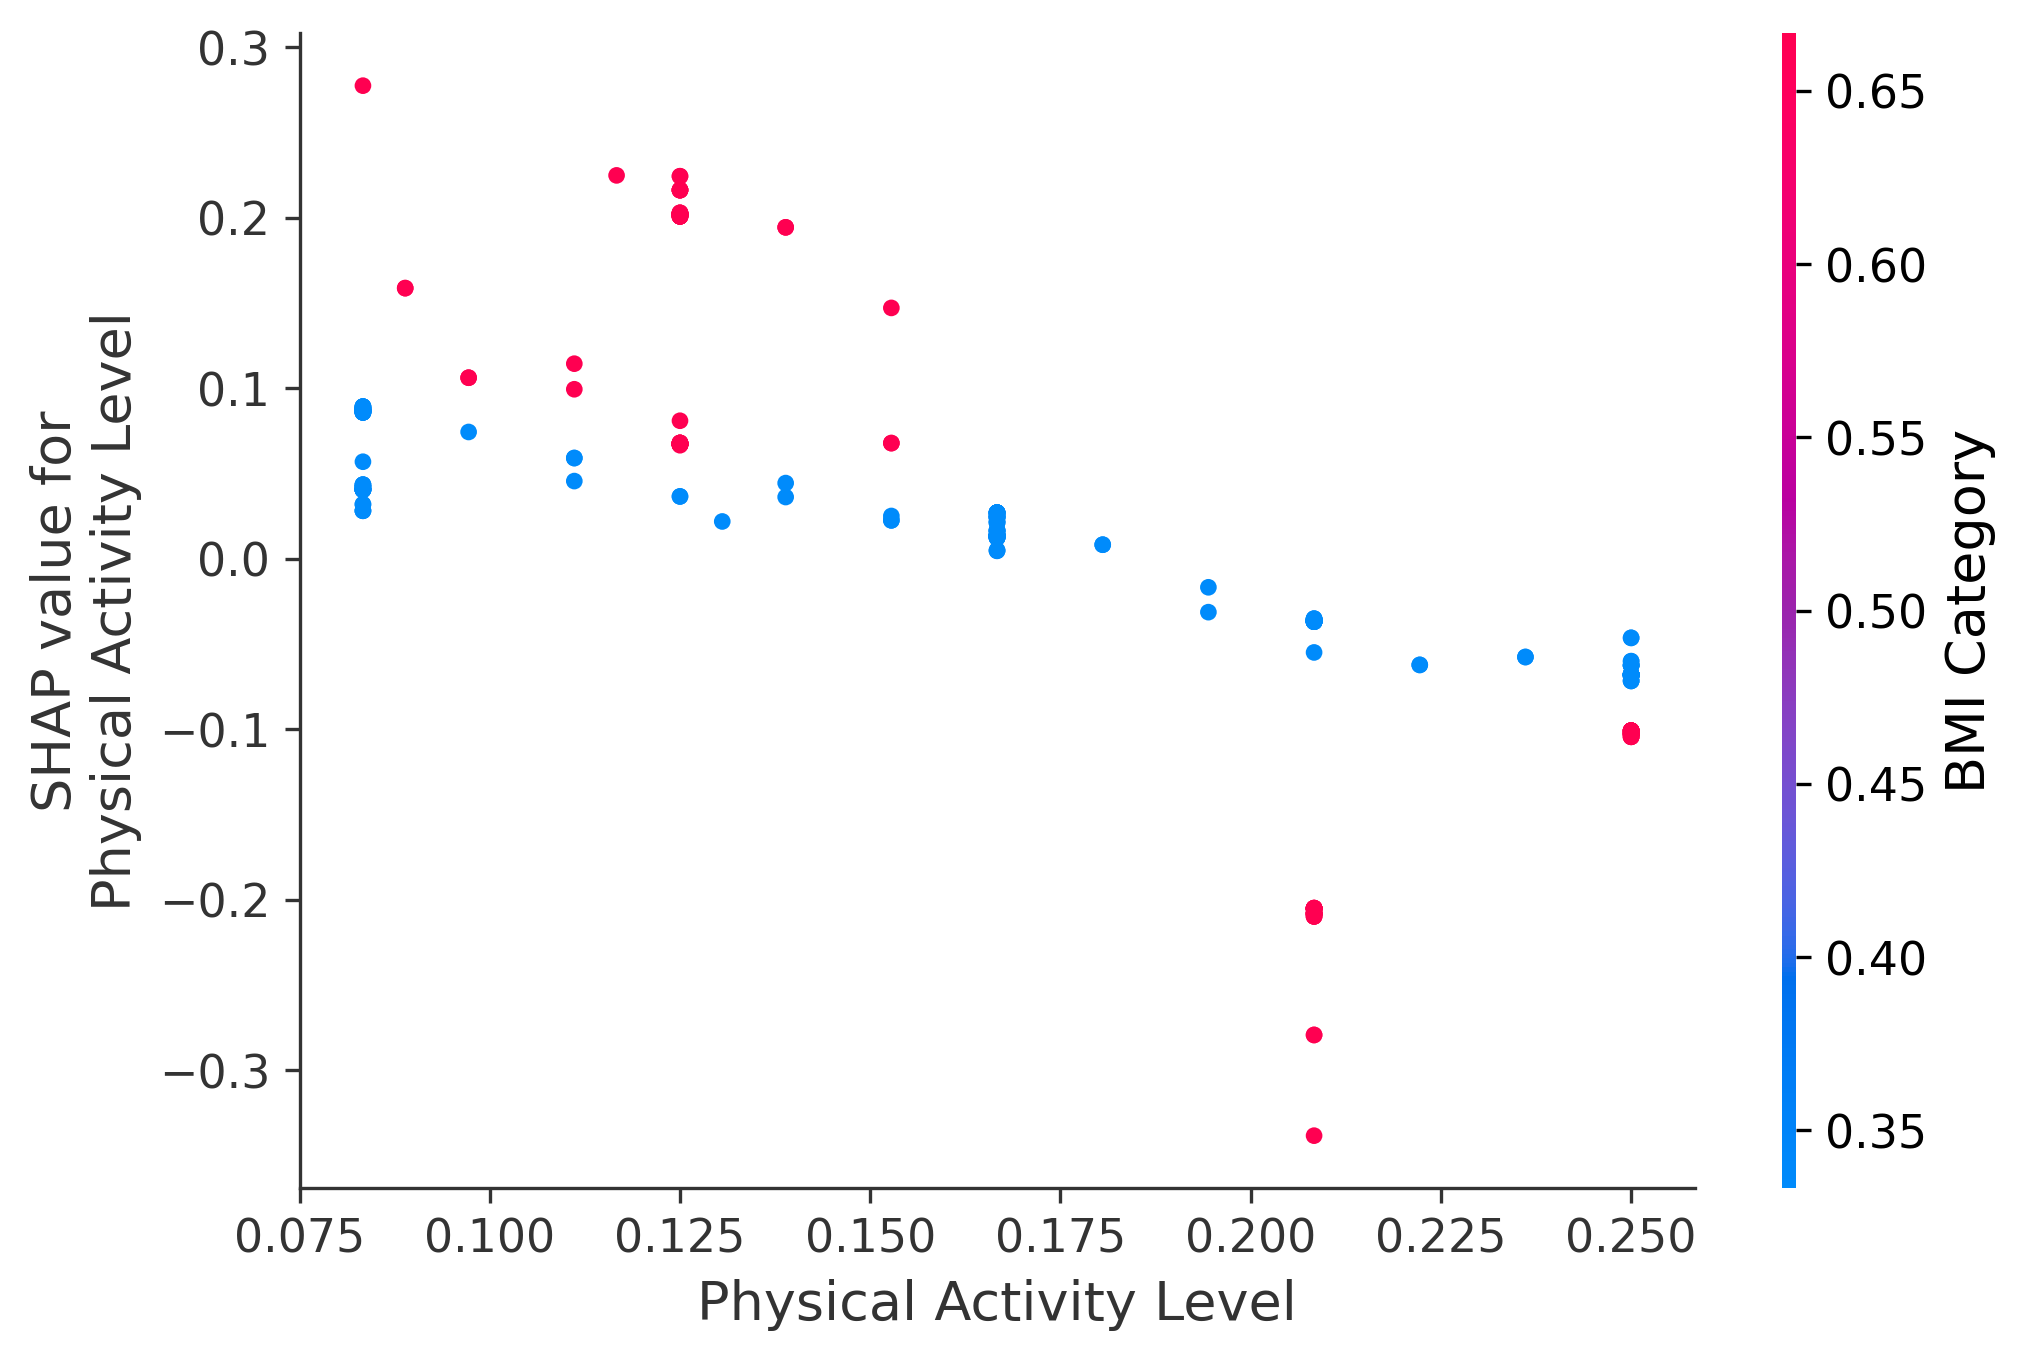 SHAP value for
Physical Activity Level
0.3
0.2
0.1
0.0
−0.1
−0.2
−0.3
0.075 0.100 0.125 0.150 0.175 0.200 0.225 0.250
Physical Activity Level
0.65
0.60
0.55
0.50
0.45
0.40
0.35
BMI Category